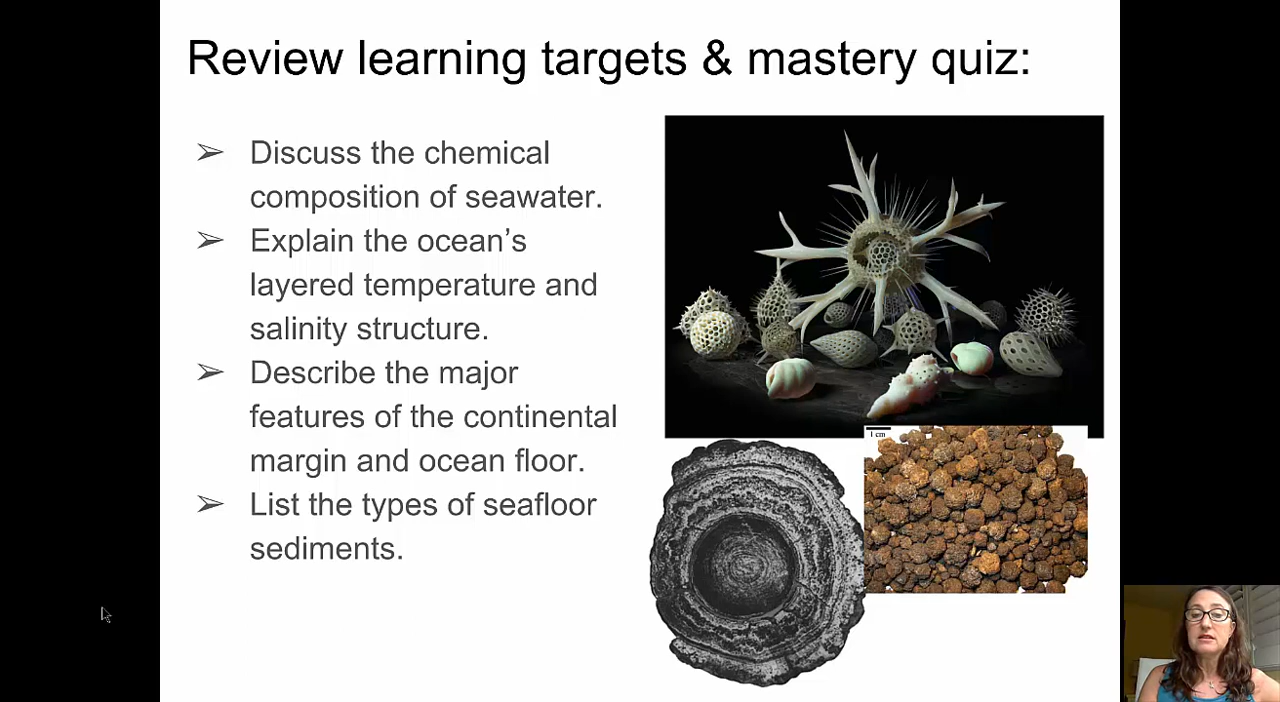 Review learning targets & mastery quiz:
➢ Discuss the chemical
composition of seawater.
➢ Explain the ocean’s
layered temperature and
salinity structure.
➢ Describe the major
features of the continental
margin and ocean floor.
➢ List the types of seafloor
sediments.
1 cm